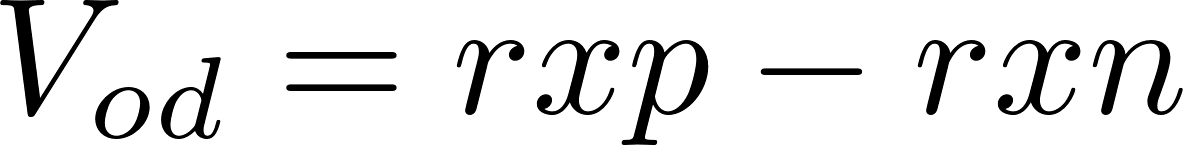 V_{od} = rxp - rxn